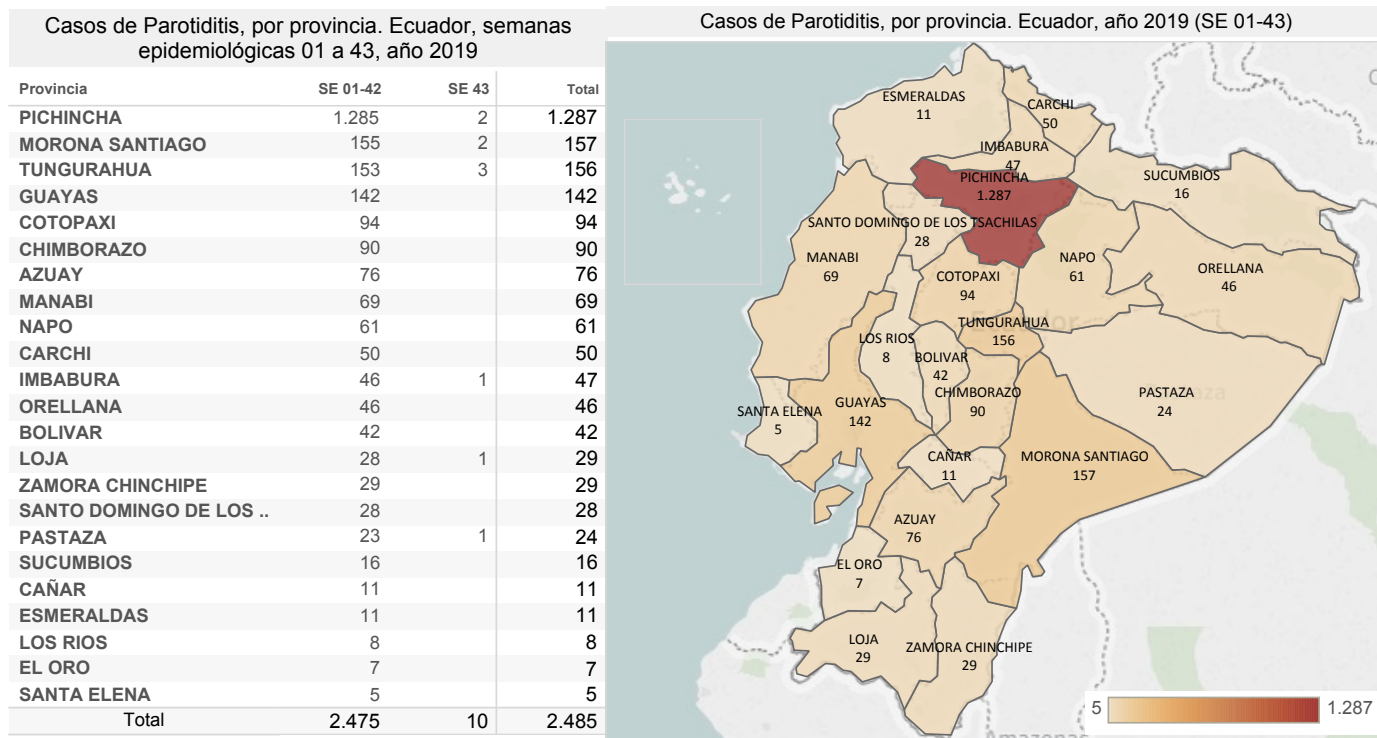 Casos de Parotiditis, por provincia. Ecuador, semanas
epidemiológicas 01 a 43, año 2019
Provincia SE 01-42 SE 43 Total
PICHINCHA 1.285 2 1.287
MORONA SANTIAGO 155 2 157
TUNGURAHUA 153 3 156
GUAYAS 142 142
COTOPAXI 94 94
CHIMBORAZO 90 90
AZUAY 76 76
MANABI 69 69
NAPO 61 61
CARCHI 50 50
IMBABURA 46 1 47
ORELLANA 46 46
BOLIVAR 42 42
LOJA 28 1 29
ZAMORA CHINCHIPE 29 29
SANTO DOMINGO DE LOS .. 28 28
PASTAZA 23 1 24
SUCUMBIOS 16 16
CAÑAR 11 11
ESMERALDAS 11 11
LOS RIOS 8 8
EL ORO 7 7
SANTA ELENA 5 5
Total 2.475 10 2.485
Casos de Parotiditis, por provincia. Ecuador, año 2019 (SE 01-43)
ESMERALDAS
11
CARCHI
50
IMBABURA
47
PICHINCHA
1.287
SUCUMBIOS
16
SANTO DOMINGO DE LOS TSACHILAS
28
MANABI
69
COTOPAXI
94
NAPO
61
ORELLANA
46
Ecuador
TUNGURAHUA
156
LOS RIOS
8
BOLIVAR
42
CHIMBORAZO
90
PASTAZA
24
SANTA ELENA
5
GUAYAS
142
CAÑAR
11
MORONA SANTIAGO
157
AZUAY
76
EL ORO
7
LOJA
29
ZAMORA CHINCHIPE
29
5 1.287
Amazonas